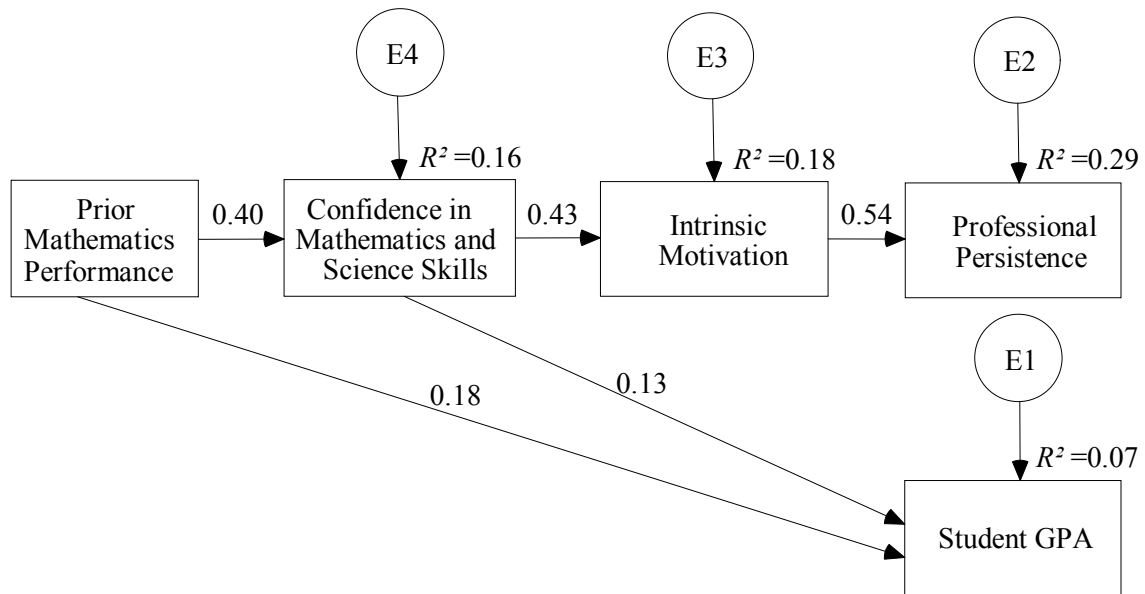 E4
E3
E2
R² =0.16
R² =0.18
R² =0.29
Prior
Mathematics
Performance
0.40
Confidence in
Mathematics and
Science Skills
0.43
Intrinsic
Motivation
0.54
Professional
Persistence
E1
0.18
0.13
R² =0.07
Student GPA